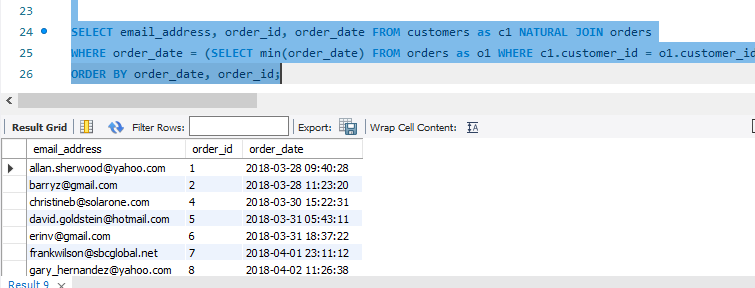 23
24 SELECT email_address, order_id, order_date FROM customers as c1 NATURAL JOIN orders
25 WHERE order_date = (SELECT min(order_date) FROM orders as o1 WHERE c1.customer_id = o1.customer_id
26 ORDER BY order_date, order_id;
Result Grid Filter Rows: Export: Wrap Cell Content:
email_address order_id order_date
allan.sherwood@yahoo.com 1 2018-03-28 09:40:28
barryz@gmail.com 2 2018-03-28 11:23:20
christineb@solarone.com 4 2018-03-30 15:22:31
david.goldstein@hotmail.com 5 2018-03-31 05:43:11
erinv@gmail.com 6 2018-03-31 18:37:22
frankwilson@sbcglobal.net 7 2018-04-01 23:11:12
gary_hernandez@yahoo.com 8 2018-04-02 11:26:38
Result 9 ×